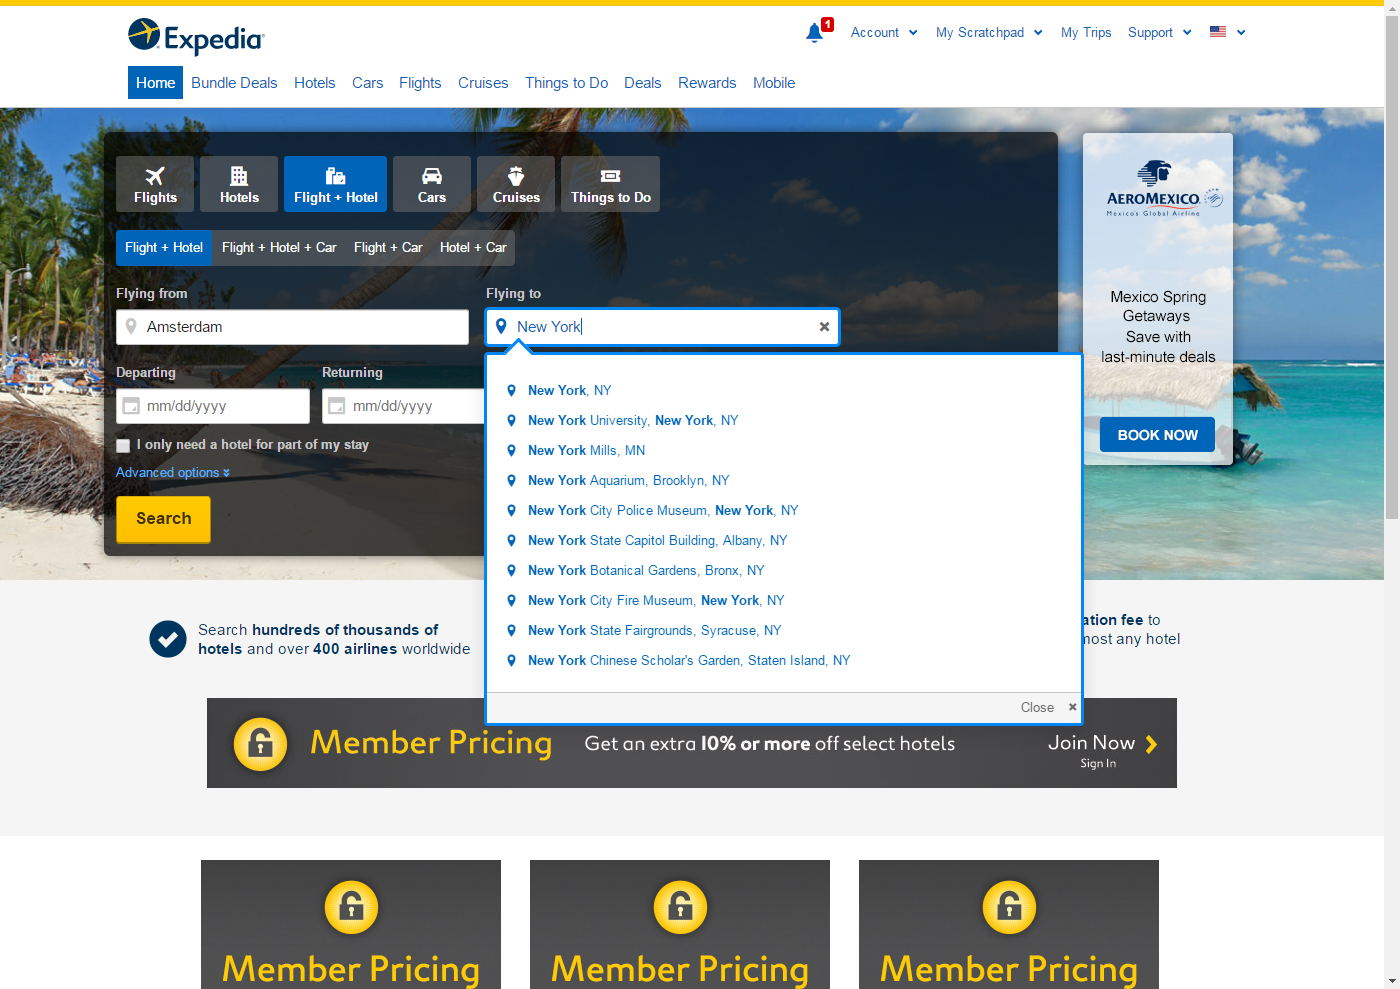 Expedia
1
Account
My Scratchpad
My Trips
Support
Home
Bundle Deals
Hotels
Cars
Flights
Cruises
Things to Do
Deals
Rewards
Mobile
Flights
Hotels
Flight + Hotel
Cars
Cruises
Things to Do
Flight + Hotel
Flight + Hotel + Car
Flight + Car
Hotel + Car
Flying from
Flying to
Amsterdam
New York
Departing
Returning
mm/dd/yyyy
mm/dd/yyyy
I only need a hotel for part of my stay
Advanced options
Search
New York, NY
New York University, New York, NY
New York Mills, MN
New York Aquarium, Brooklyn, NY
New York City Police Museum, New York, NY
New York State Capitol Building, Albany, NY
New York Botanical Gardens, Bronx, NY
New York City Fire Museum, New York, NY
New York State Fairgrounds, Syracuse, NY
New York Chinese Scholar's Garden, Staten Island, NY
Close
AEROMEXICO
Mexico's Global Airline
Mexico Spring
Getaways
Save with
last-minute deals
BOOK NOW
Search hundreds of thousands of
hotels and over 400 airlines worldwide
ation fee to
most any hotel
Member Pricing
Get an extra 10% or more off select hotels
Join Now
Sign In
Member Pricing
Member Pricing
Member Pricing